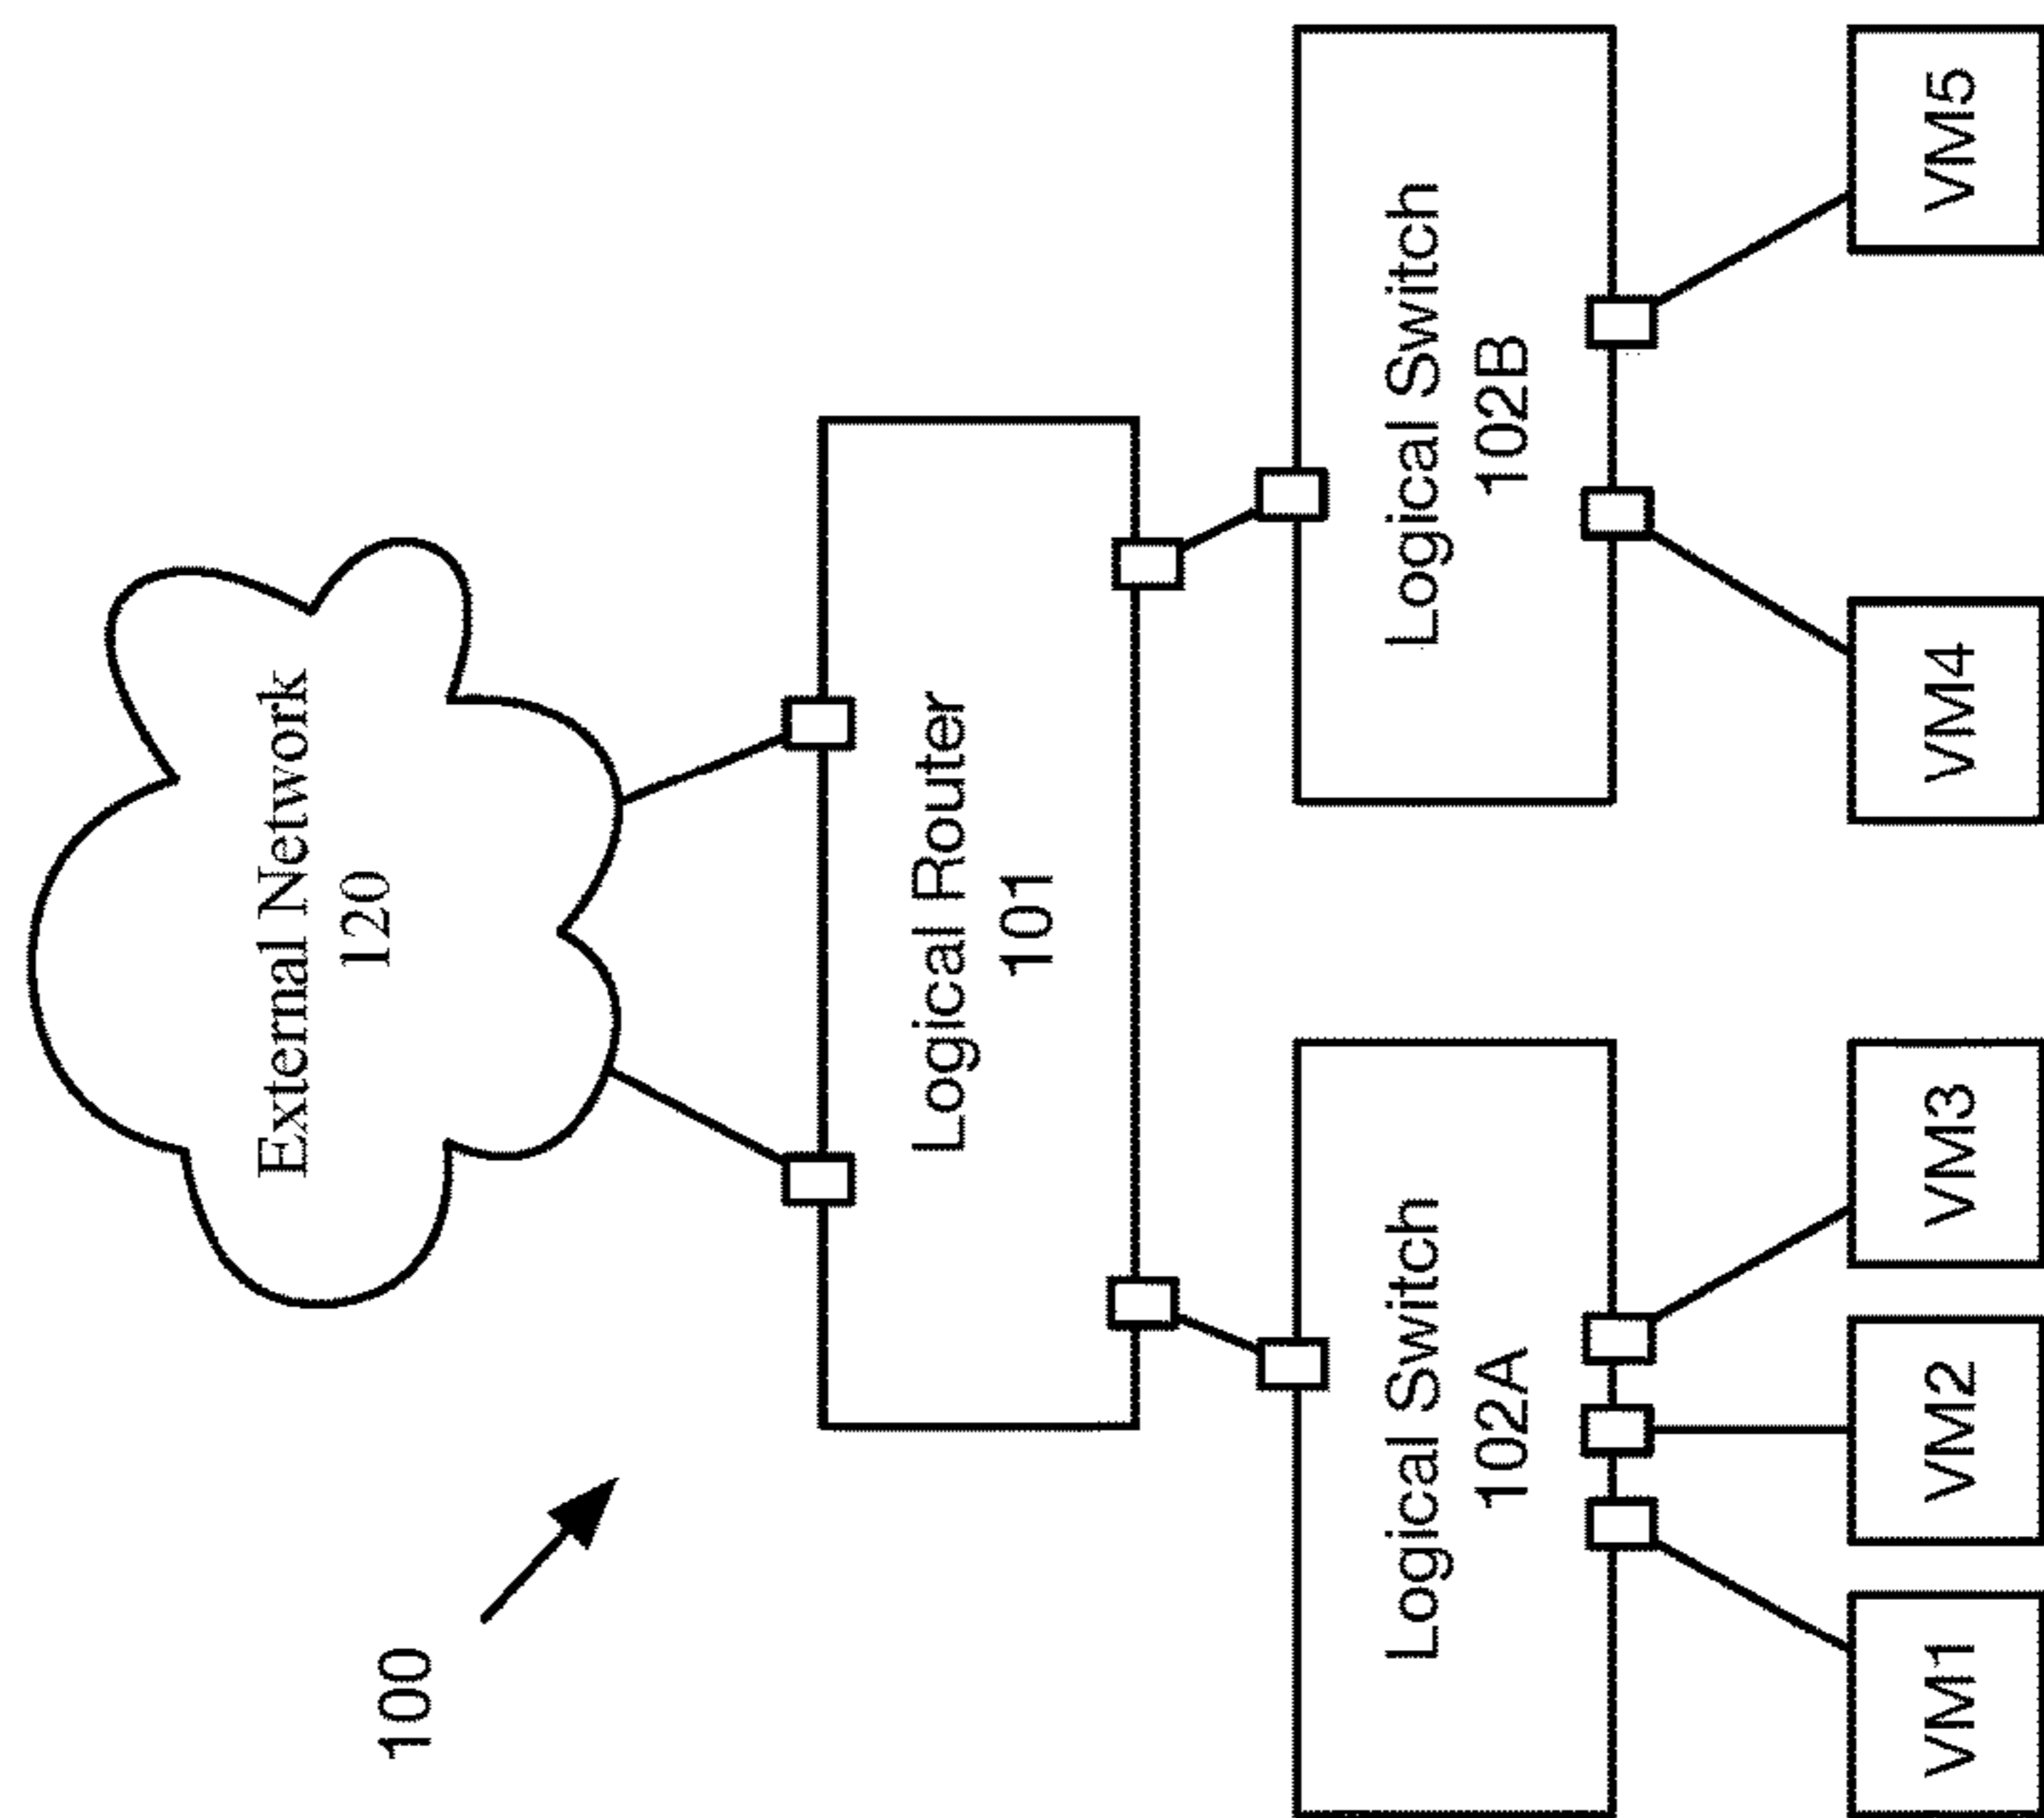 100
External Network
120
Logical Router
101
Logical Switch
102A
Logical Switch
102B
VM1
VM2
VM3
VM4
VM5